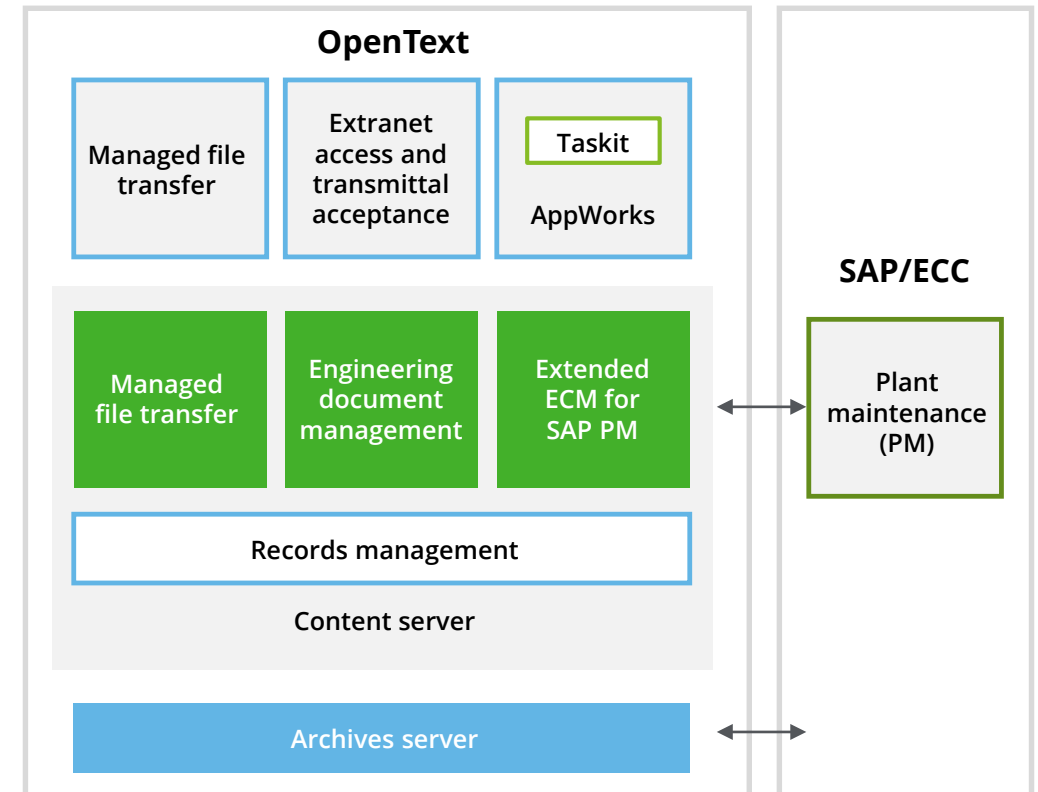 OpenText
Managed file
transfer
Extranet
access and
transmittal
acceptance
Taskit
AppWorks
Managed
file transfer
Engineering
document
management
Extended
ECM for
SAP PM
Records management
Content server
Archives server
SAP/ECC
Plant
maintenance
(PM)